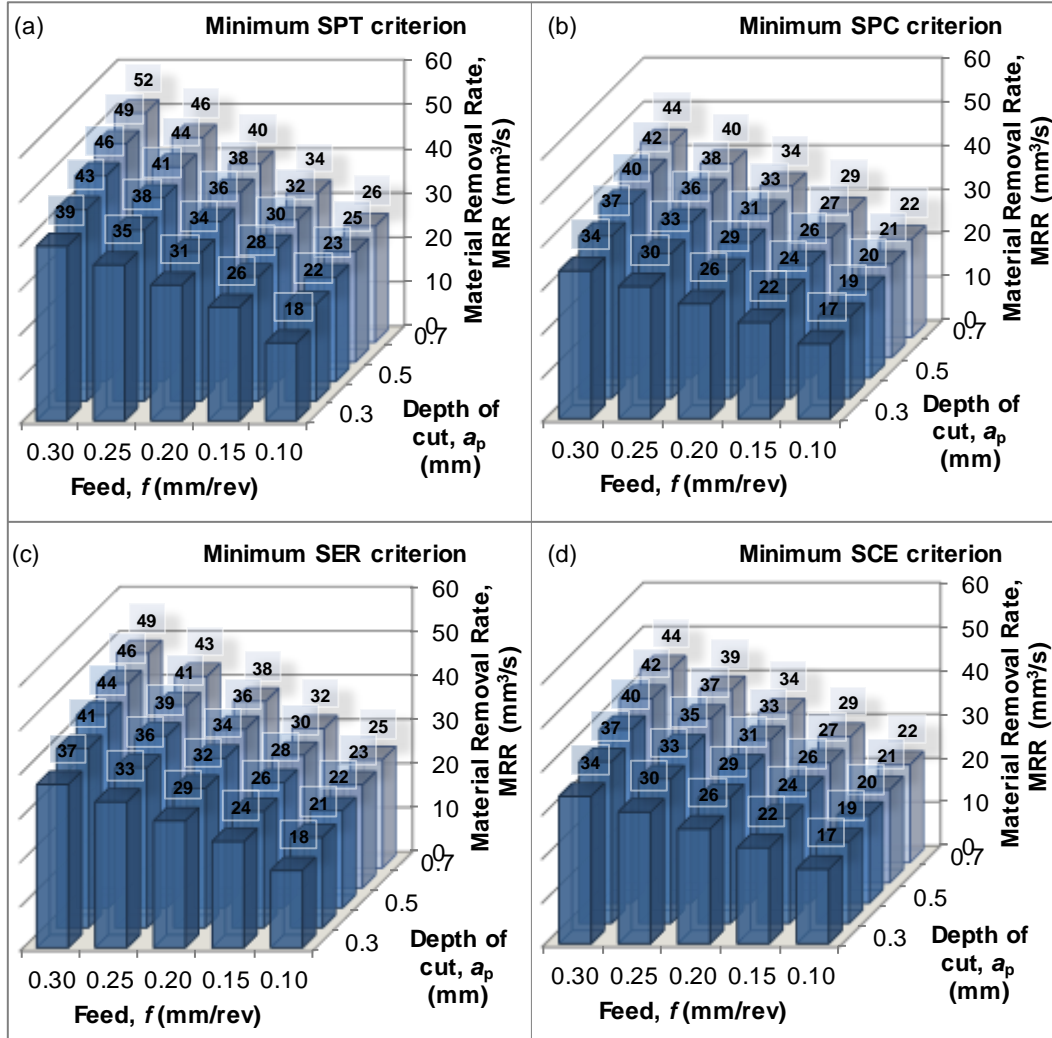 (a) Minimum SPT criterion
52
49 46
46 44 40
43 41 38 34
39 38 36 32 26
35 34 30 25
31 28 23
26 22
18
60
50
40
30
20
10
0
Material Removal Rate,
MRR (mm³/s)
0.7
0.5
0.3
Depth of
cut, ap
(mm)
0.30 0.25 0.20 0.15 0.10
Feed, f (mm/rev)
(b) Minimum SPC criterion
44
42 40
40 38 34
37 36 33 29
34 33 31 27 22
30 29 26 21
26 24 20
22 19
17
60
50
40
30
20
10
0
Material Removal Rate,
MRR (mm³/s)
0.7
0.5
0.3
Depth of
cut, ap
(mm)
0.30 0.25 0.20 0.15 0.10
Feed, f (mm/rev)
(c) Minimum SER criterion
49
46 43
44 41 38
41 39 36 32
37 36 34 30 25
33 32 28 23
29 26 22
24 21
18
60
50
40
30
20
10
0
Material Removal Rate,
MRR (mm³/s)
0.7
0.5
0.3
Depth of
cut, ap
(mm)
0.30 0.25 0.20 0.15 0.10
Feed, f (mm/rev)
(d) Minimum SCE criterion
44
42 39
40 37 34
37 35 33 29
34 33 31 27 22
30 29 26 21
26 24 20
22 19
17
60
50
40
30
20
10
0
Material Removal Rate,
MRR (mm³/s)
0.7
0.5
0.3
Depth of
cut, ap
(mm)
0.30 0.25 0.20 0.15 0.10
Feed, f (mm/rev)